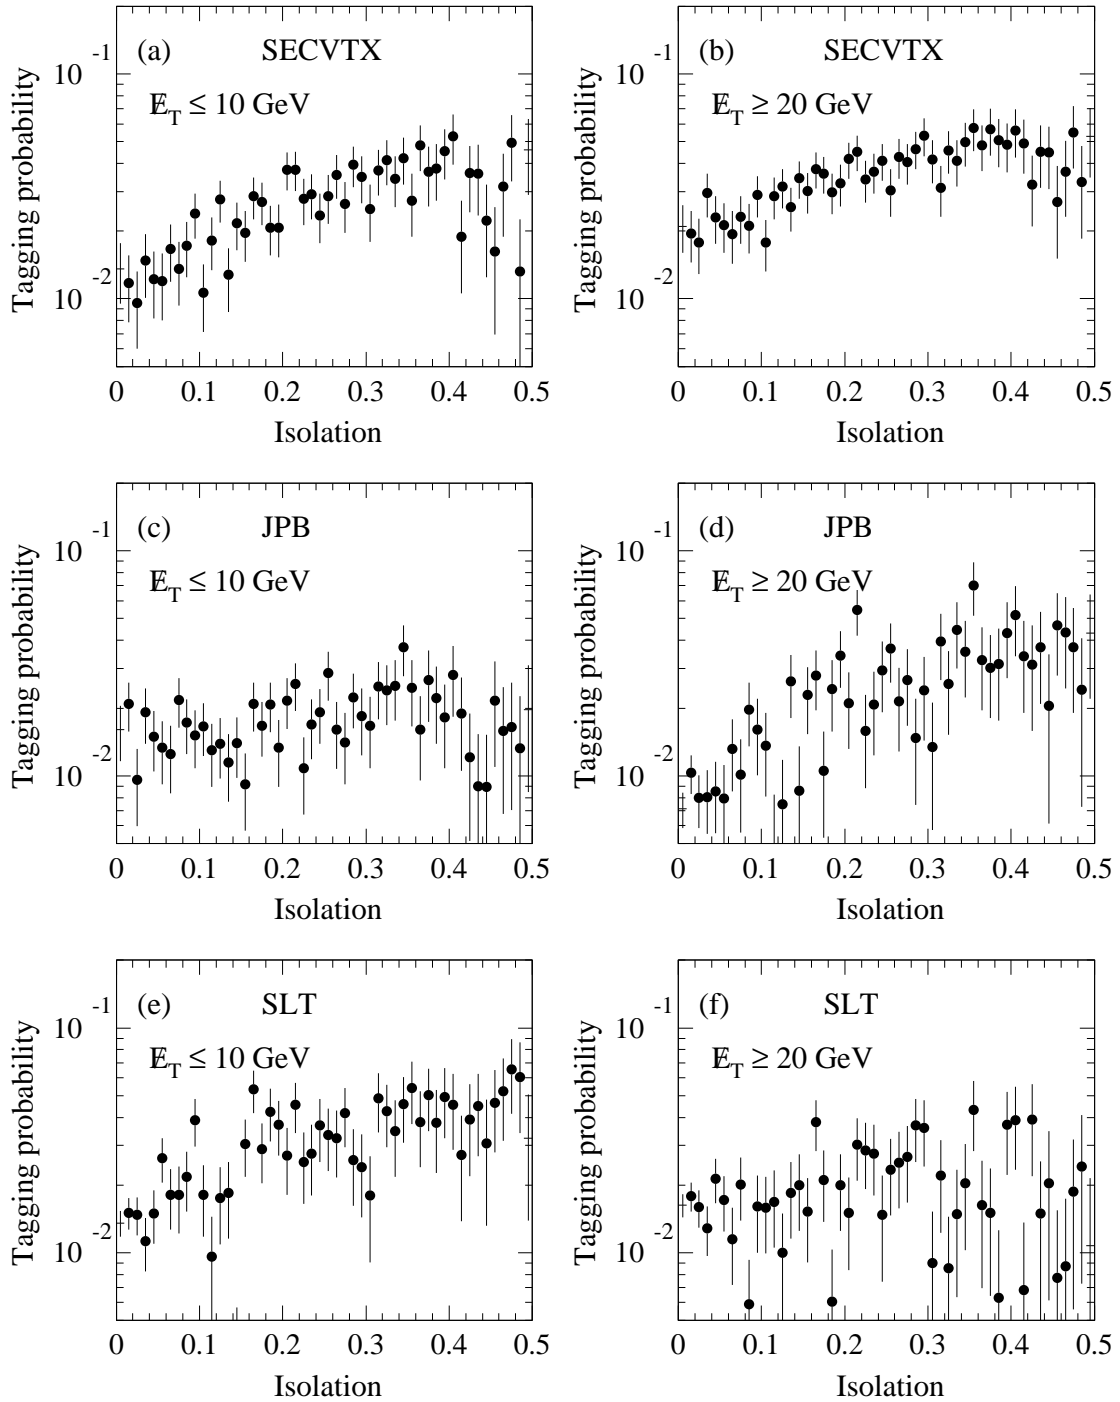 (a) SECVTX
E̸_T ≤ 10 GeV
Tagging probability
10^-1
10^-2
0 0.1 0.2 0.3 0.4 0.5
Isolation
(b) SECVTX
E̸_T ≥ 20 GeV
Tagging probability
10^-1
10^-2
0 0.1 0.2 0.3 0.4 0.5
Isolation
(c) JPB
E̸_T ≤ 10 GeV
Tagging probability
10^-1
10^-2
0 0.1 0.2 0.3 0.4 0.5
Isolation
(d) JPB
E̸_T ≥ 20 GeV
Tagging probability
10^-1
10^-2
0 0.1 0.2 0.3 0.4 0.5
Isolation
(e) SLT
E̸_T ≤ 10 GeV
Tagging probability
10^-1
10^-2
0 0.1 0.2 0.3 0.4 0.5
Isolation
(f) SLT
E̸_T ≥ 20 GeV
Tagging probability
10^-1
10^-2
0 0.1 0.2 0.3 0.4 0.5
Isolation